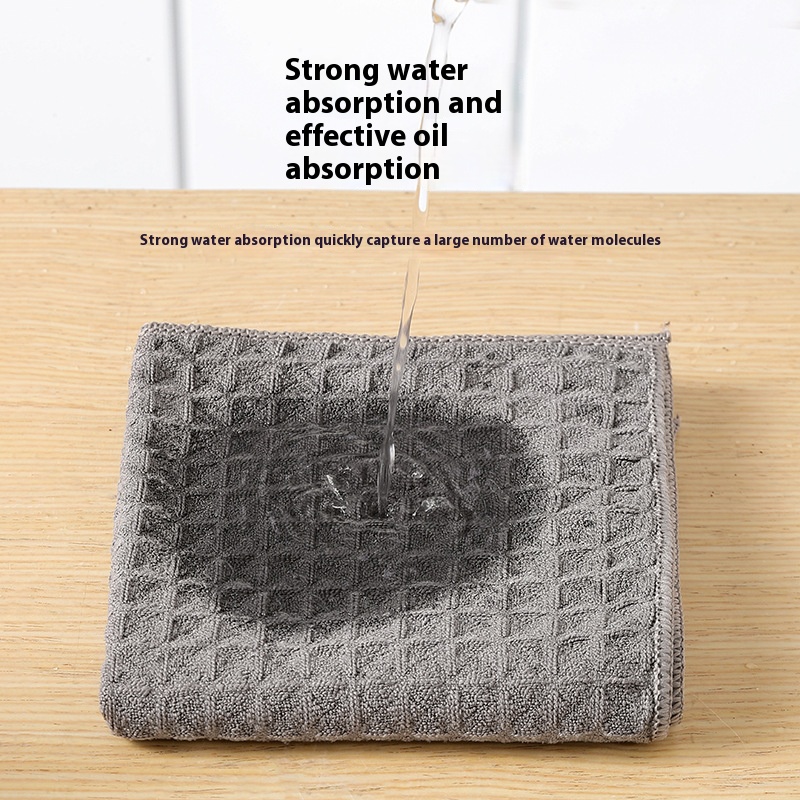 Strong water
absorption and
effective oil
absorption
Strong water absorption quickly capture a large number of water molecules